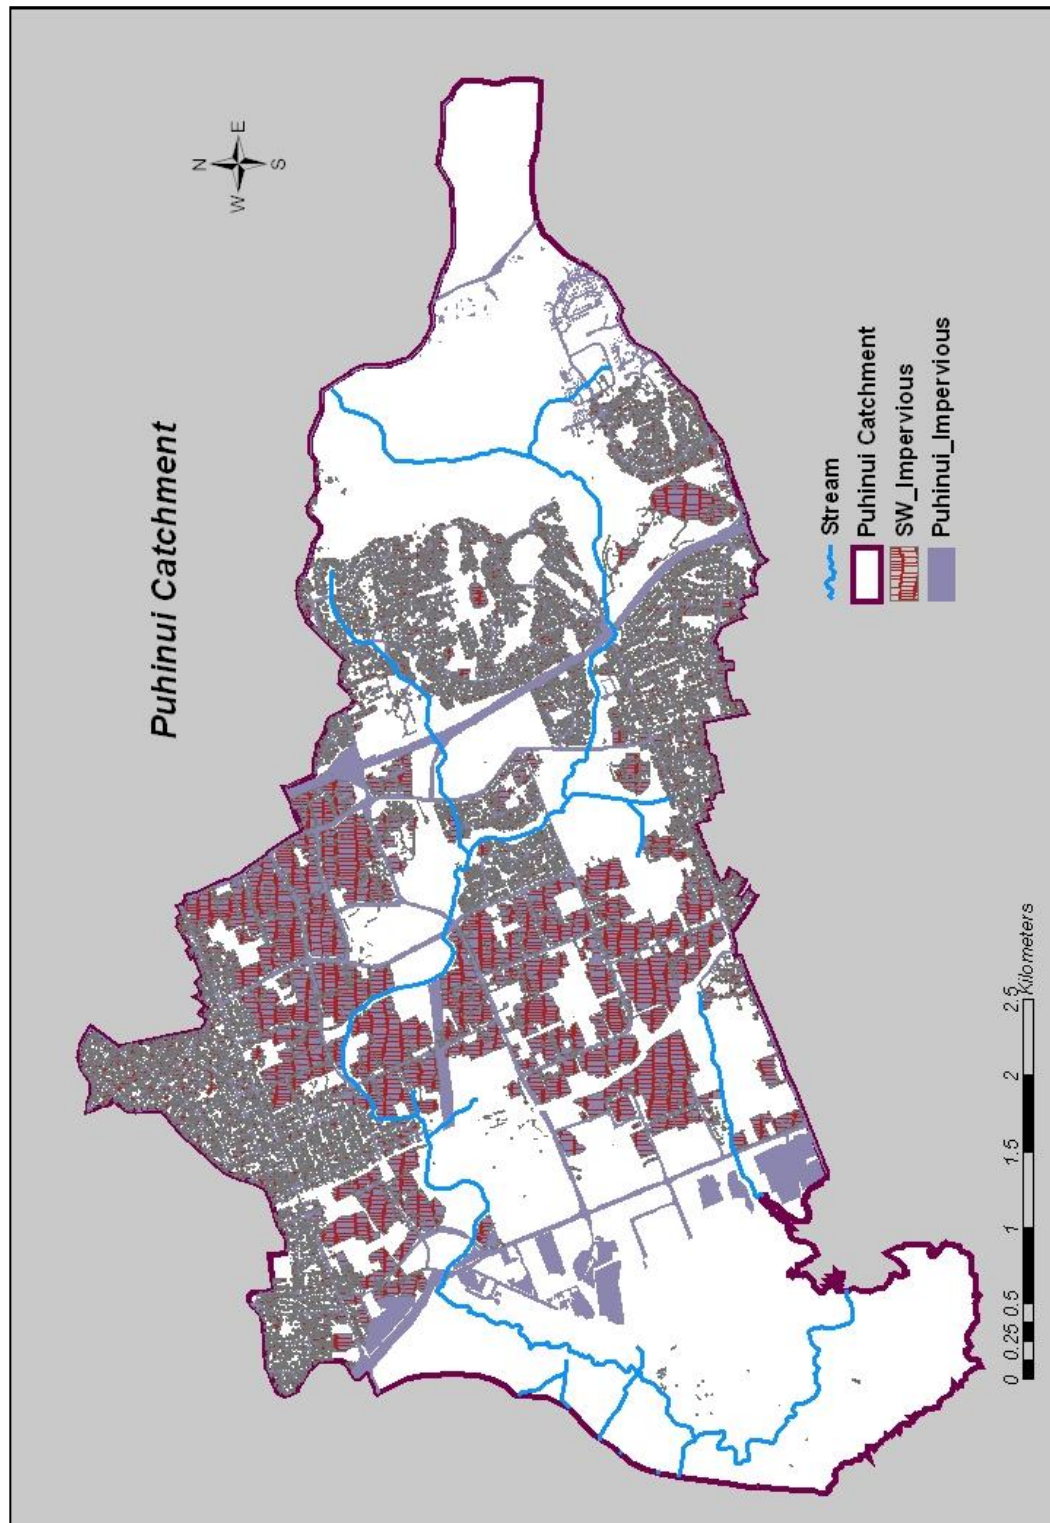 Puhinui Catchment
N
W E
S
Stream
Puhinui Catchment
SW_Impervious
Puhinui_Impervious
0 0.25 0.5 1 1.5 2 2.5
Kilometers